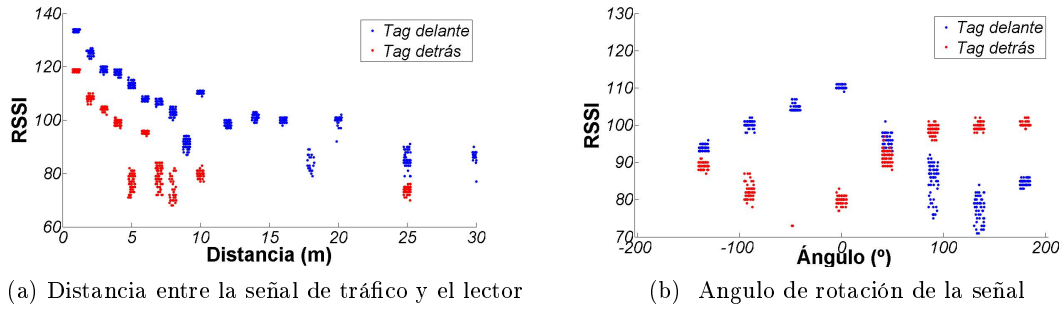 140
120
100
80
60
RSSI
0
5
10
15
20
25
30
Distancia (m)
Tag delante
Tag detrás
(a) Distancia entre la señal de tráfico y el lector
130
120
110
100
90
80
70
RSSI
-200
-100
0
100
200
Ángulo (º)
Tag delante
Tag detrás
(b) Angulo de rotación de la señal